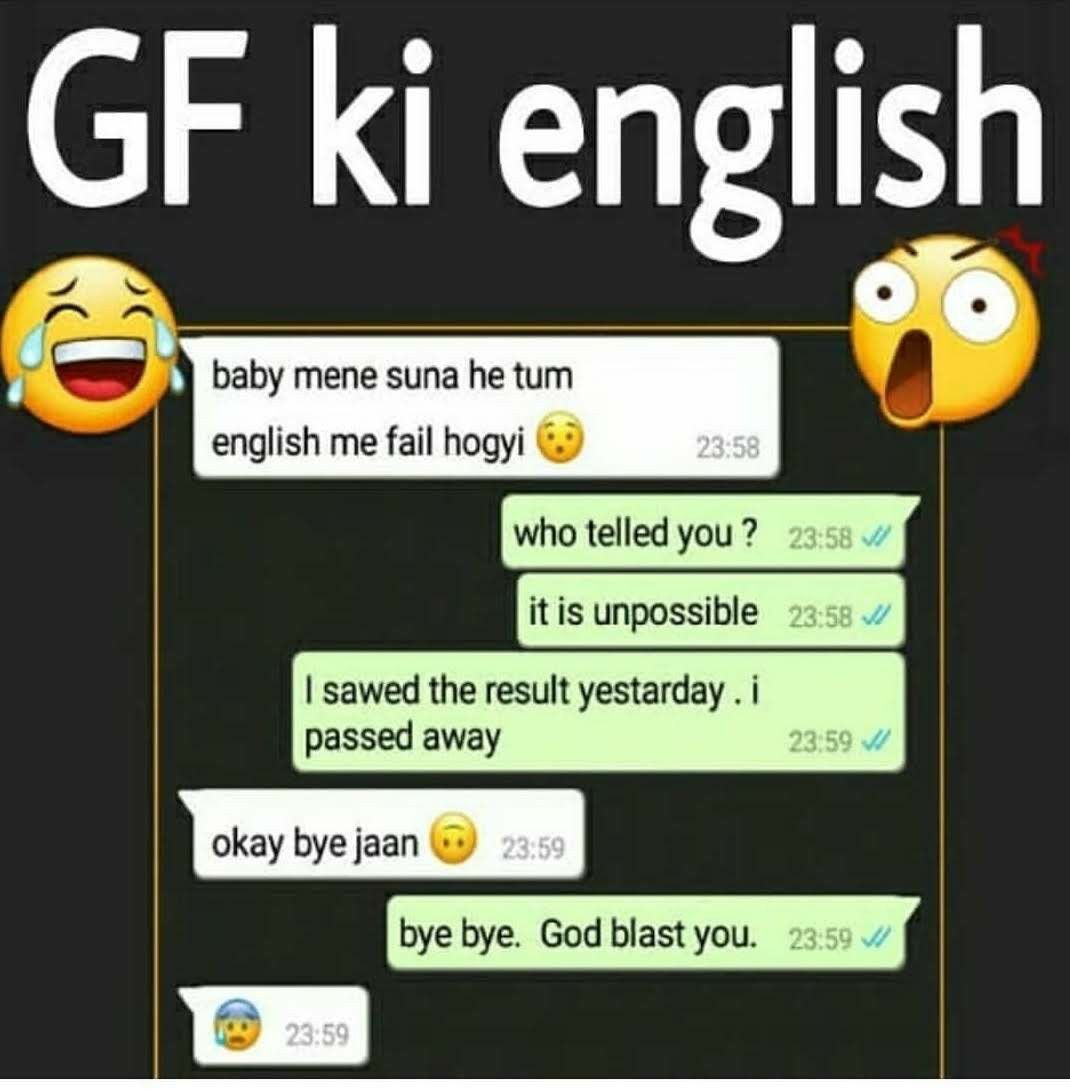 GF ki english
baby mene suna he tum
english me fail hogyi 😯 23:58
who telled you ? 23:58
it is unpossible 23:58
I sawed the result yestarday . i
passed away 23:59
okay bye jaan 🙃 23:59
bye bye. God blast you. 23:59
😰 23:59